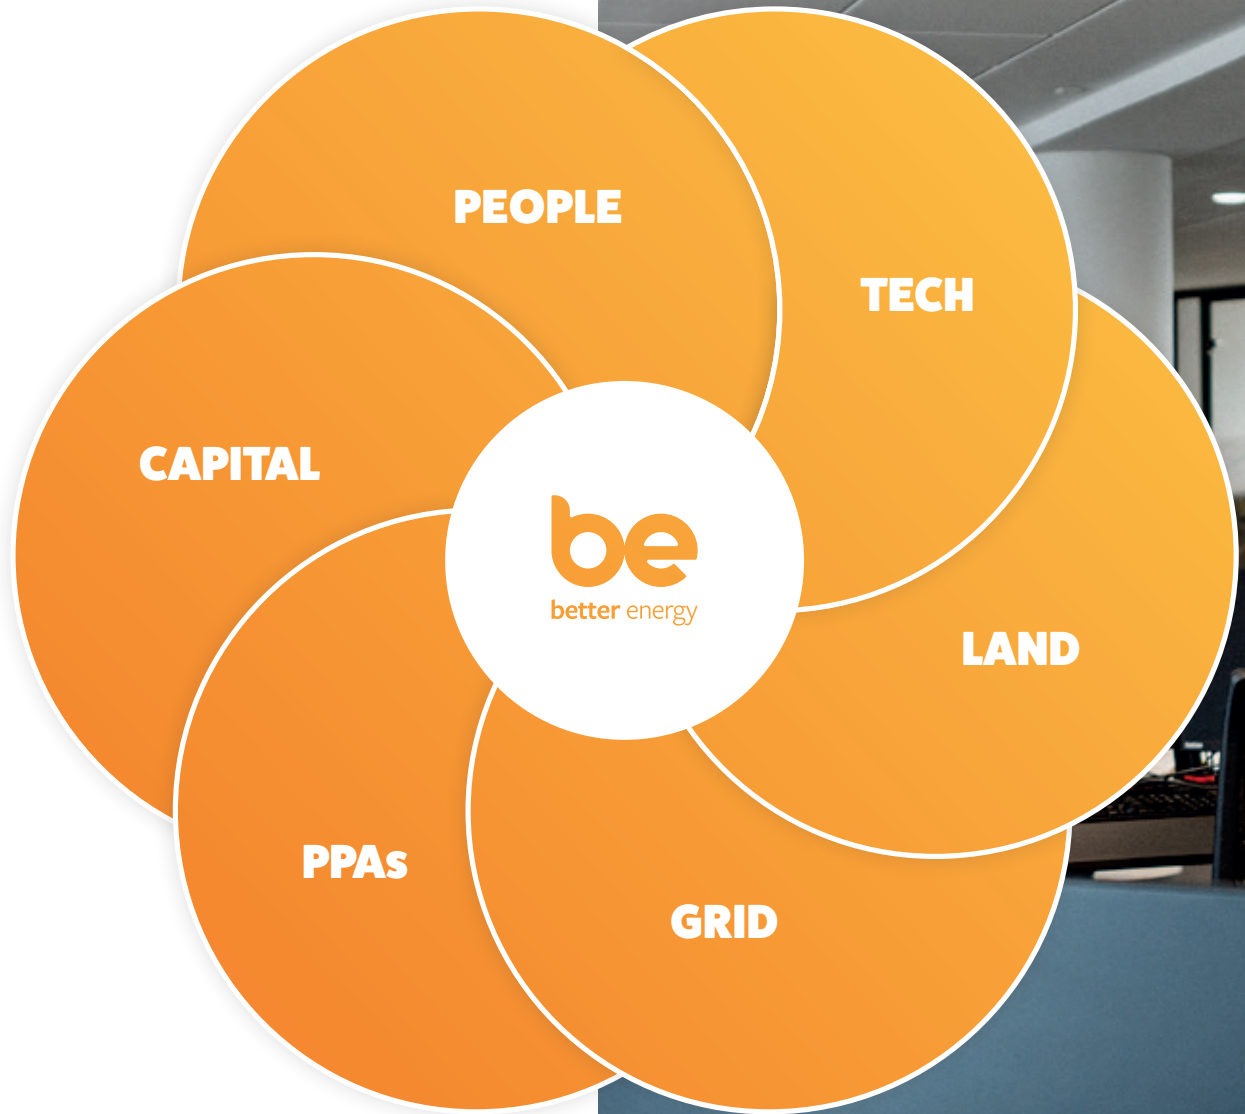 PEOPLE
TECH
CAPITAL
be
better energy
LAND
PPAs
GRID